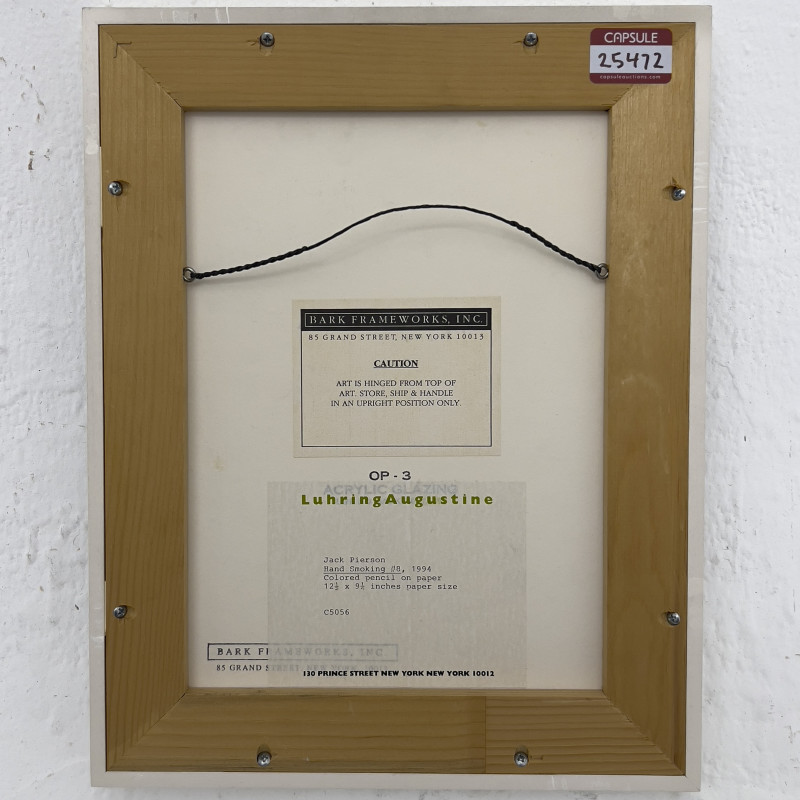 CAPSULE
25472
capsuleauctions.com
BARK FRAMEWORKS, INC.
85 GRAND STREET, NEW YORK 10013
CAUTION
ART IS HINGED FROM TOP OF
ART. STORE, SHIP & HANDLE
IN AN UPRIGHT POSITION ONLY.
OP - 3
ACRYLIC GLAZING
LuhringAugustine
Jack Pierson
Hand Smoking #8, 1994
Colored pencil on paper
12½ x 9½ inches paper size
C5056
BARK FRAMEWORKS, INC.
85 GRAND STREET, NEW YORK 10013
130 PRINCE STREET NEW YORK NEW YORK 10012